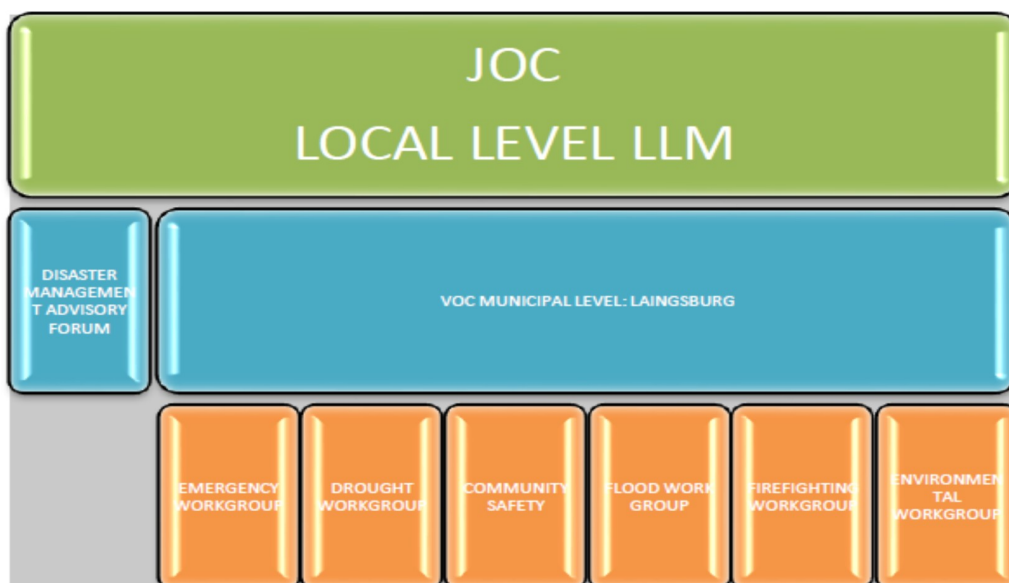 JOC
LOCAL LEVEL LLM
DISASTER
MANAGEMEN
T ADVISORY
FORUM
VOC MUNICIPAL LEVEL: LAINGSBURG
EMERGENCY
WORKGROUP
DROUGHT
WORKGROUP
COMMUNITY
SAFETY
FLOOD WORK
GROUP
FIREFIGHTING
WORKGROUP
ENVIRONMEN
TAL
WORKGROUP